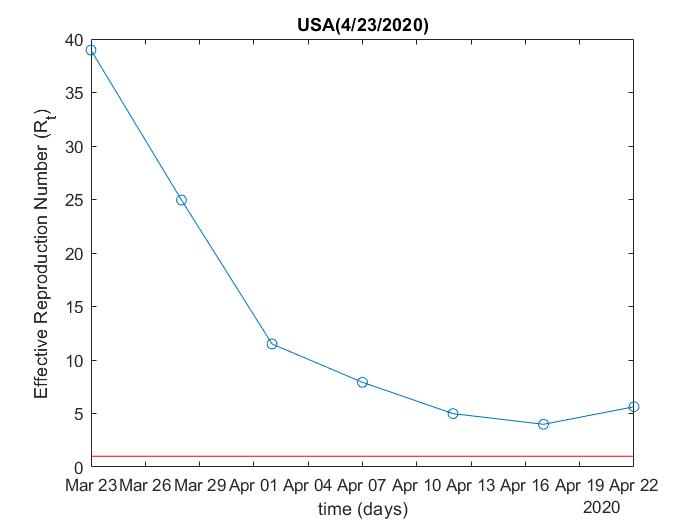 USA(4/23/2020)
40
35
30
25
20
15
10
5
0
Effective Reproduction Number (Rt)
Mar 23 Mar 26 Mar 29 Apr 01 Apr 04 Apr 07 Apr 10 Apr 13 Apr 16 Apr 19 Apr 22
time (days)
2020